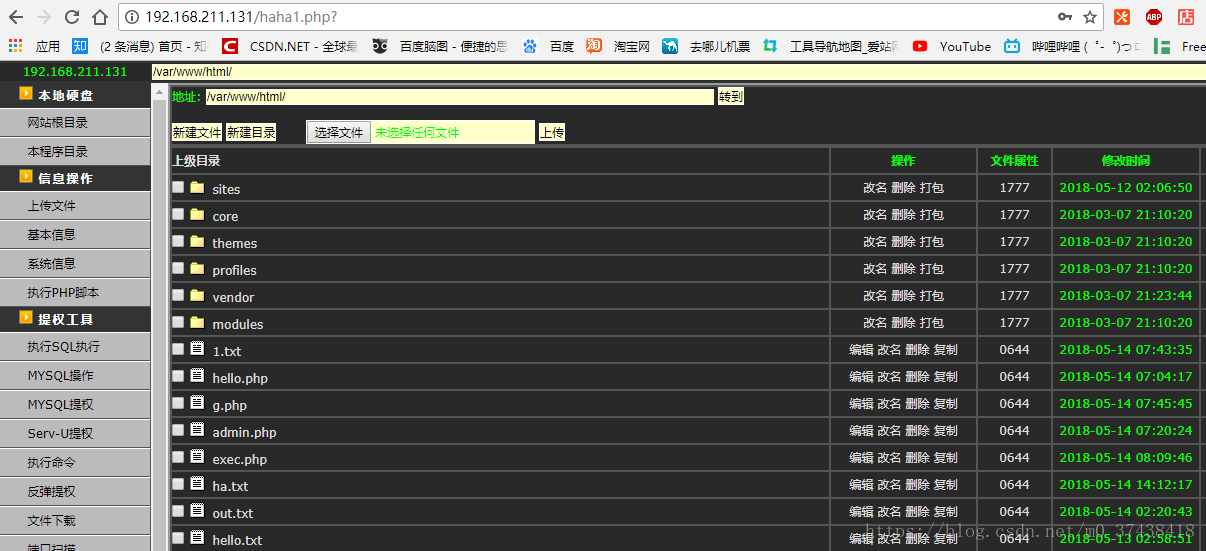 192.168.211.131/haha1.php?
应用 知 (2 条消息) 首页 - 知 CSDN.NET - 全球最 百度脑图 - 便捷的思 百度 淘 淘宝网 去哪儿机票 工具导航地图_爱站 YouTube 哔哩哔哩 ( ゜- ゜)つロ Free
192.168.211.131 /var/www/html/
本地硬盘
网站根目录
本程序目录
信息操作
上传文件
基本信息
系统信息
执行PHP脚本
提权工具
执行SQL执行
MYSQL操作
MYSQL提权
Serv-U提权
执行命令
反弹提权
文件下载
端口扫描
地址: /var/www/html/ 转到
新建文件 新建目录 选择文件 未选择任何文件 上传
上级目录 操作 文件属性 修改时间
sites 改名 删除 打包 1777 2018-05-12 02:06:50
core 改名 删除 打包 1777 2018-03-07 21:10:20
themes 改名 删除 打包 1777 2018-03-07 21:10:20
profiles 改名 删除 打包 1777 2018-03-07 21:10:20
vendor 改名 删除 打包 1777 2018-03-07 21:23:44
modules 改名 删除 打包 1777 2018-03-07 21:10:20
1.txt 编辑 改名 删除 复制 0644 2018-05-14 07:43:35
hello.php 编辑 改名 删除 复制 0644 2018-05-14 07:04:17
g.php 编辑 改名 删除 复制 0644 2018-05-14 07:45:45
admin.php 编辑 改名 删除 复制 0644 2018-05-14 07:20:24
exec.php 编辑 改名 删除 复制 0644 2018-05-14 08:09:46
ha.txt 编辑 改名 删除 复制 0644 2018-05-14 14:12:17
out.txt 编辑 改名 删除 复制 0644 2018-05-14 02:20:43
hello.txt 编辑 改名 删除 复制 0644 2018-05-13 02:58:51
https://blog.csdn.net/m0_37438418